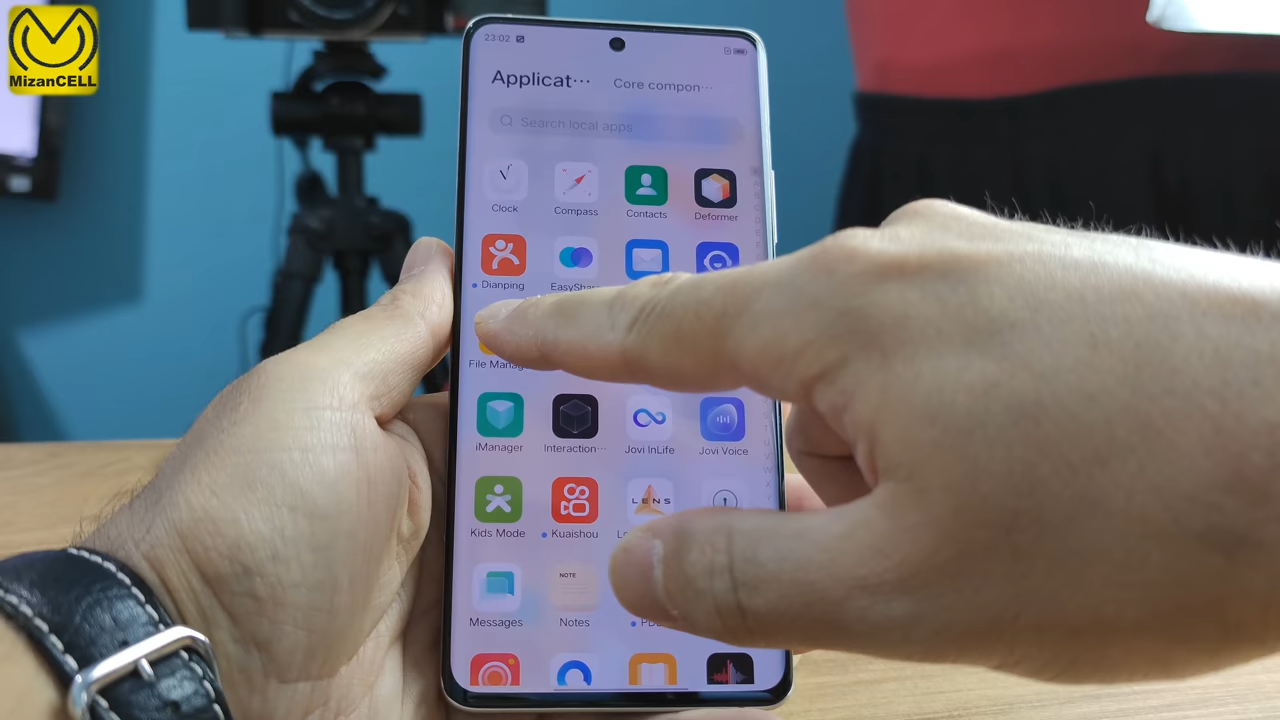 MizanCELL
23:02
Applicat··· Core compon···
Search local apps
Clock Compass Contacts Deformer
Dianping EasyShar
File Manag
iManager Interaction··· Jovi InLife Jovi Voice
LENS
Kids Mode Kuaishou
NOTE
Messages Notes